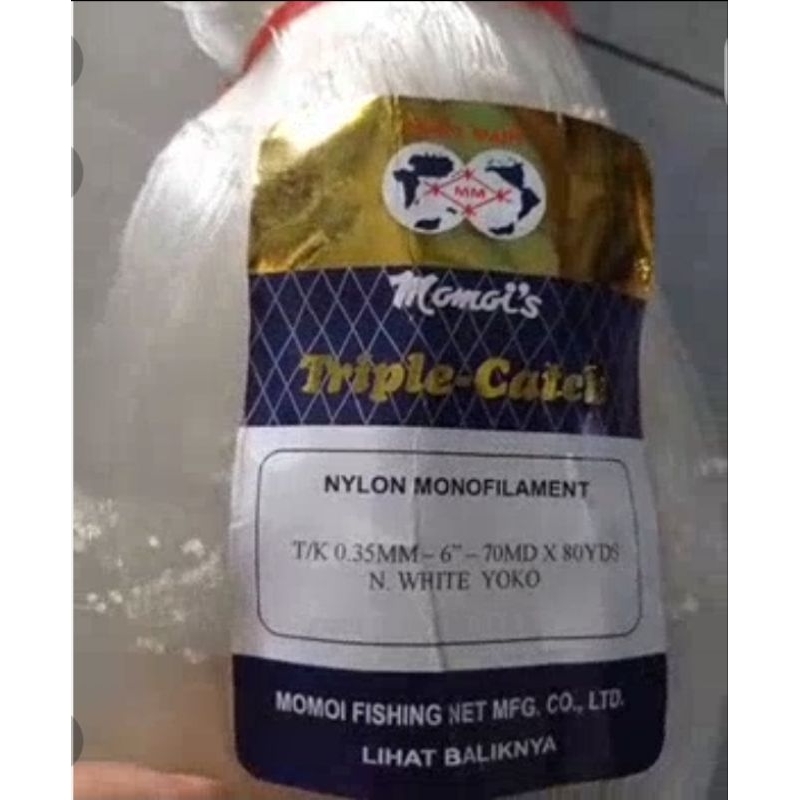 MM
Momoi's
Triple-Catch
NYLON MONOFILAMENT
T/K 0.35MM – 6" – 70MD X 80YDS
N. WHITE YOKO
MOMOI FISHING NET MFG. CO., LTD.
LIHAT BALIKNYA